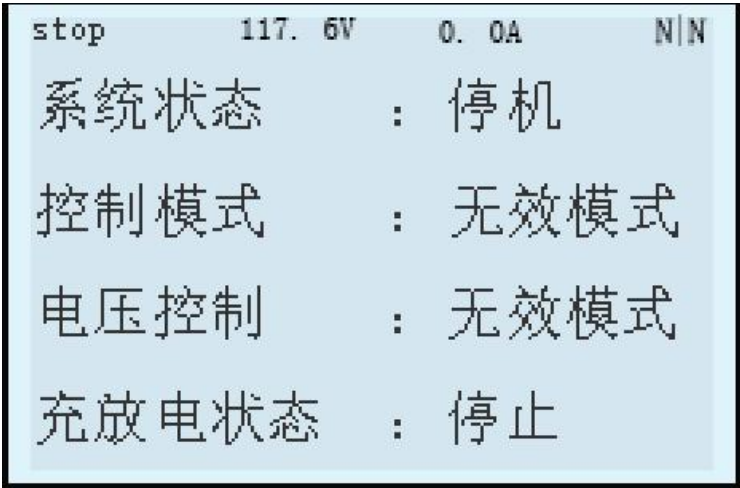 stop 117. 6V 0. 0A N|N
系统状态 : 停机
控制模式 : 无效模式
电压控制 : 无效模式
充放电状态 : 停止